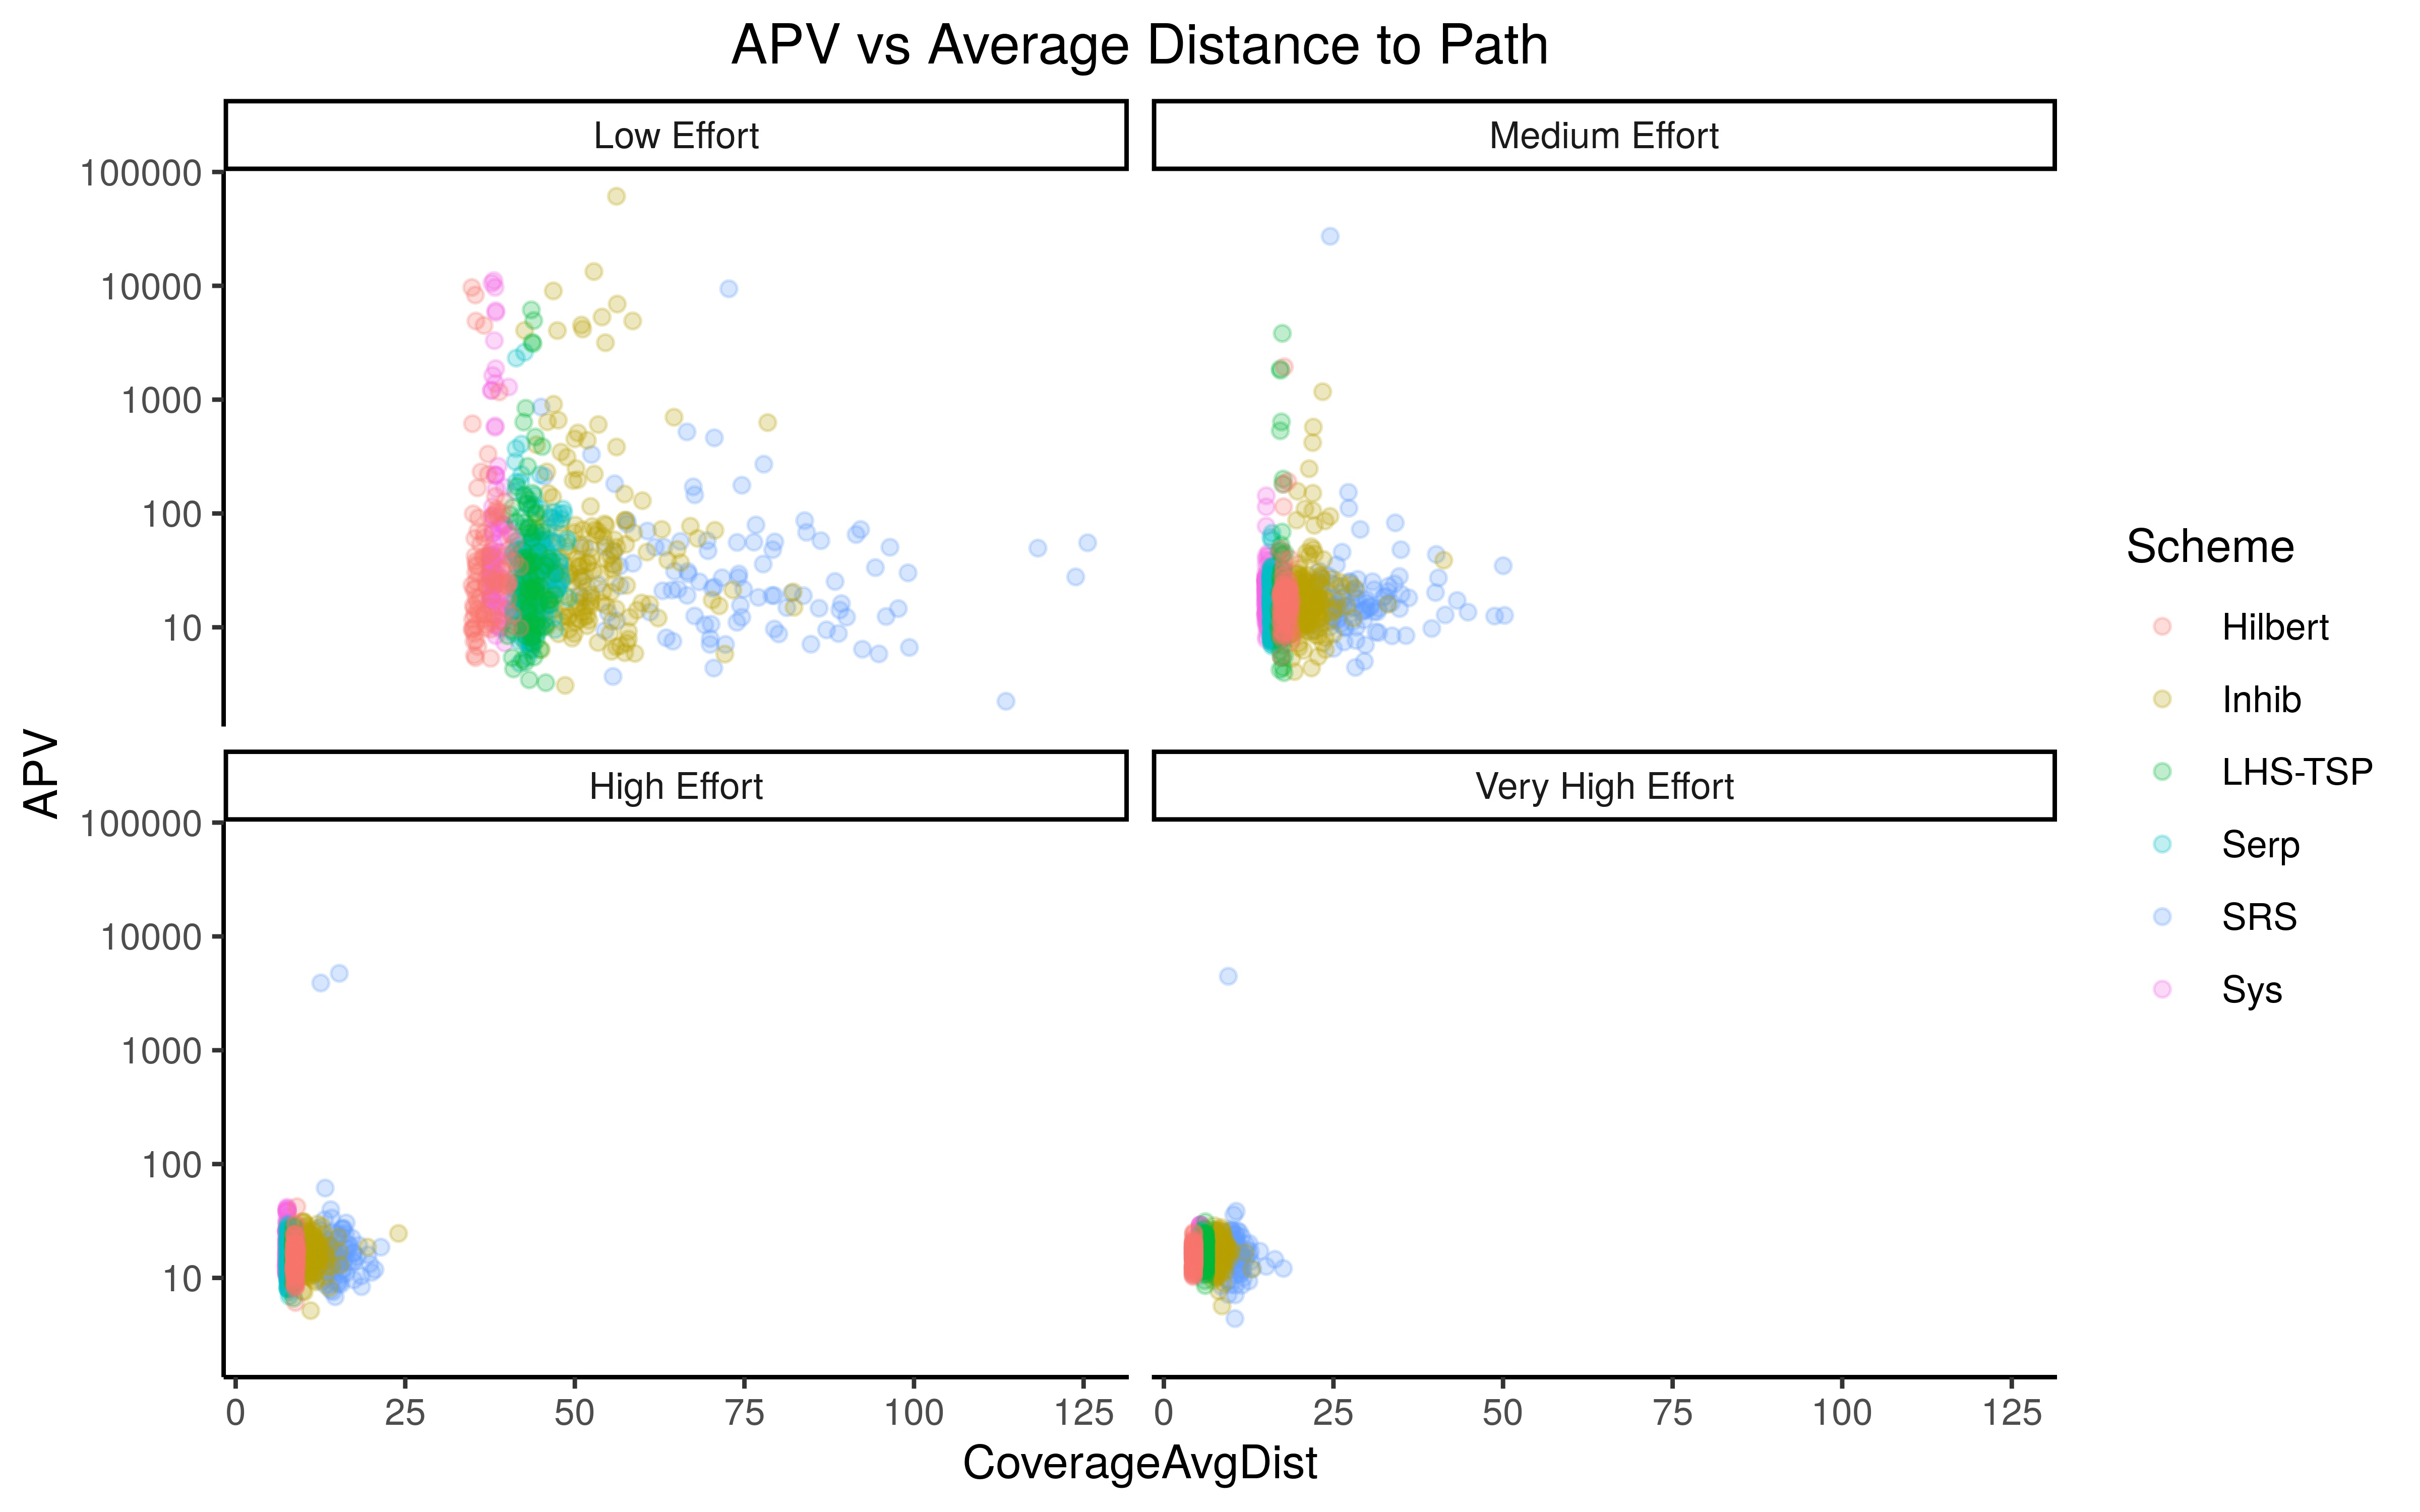 APV vs Average Distance to Path
Low Effort
Medium Effort
100000
10000
1000
100
10
High Effort
Very High Effort
100000
10000
1000
100
10
0 25 50 75 100 125
0 25 50 75 100 125
CoverageAvgDist
APV
Scheme
Hilbert
Inhib
LHS-TSP
Serp
SRS
Sys